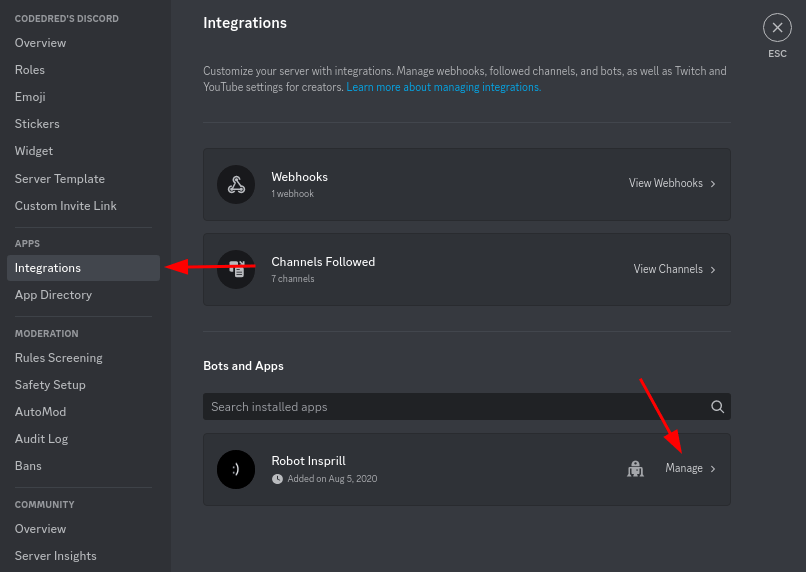 CODEDRED'S DISCORD
Overview
Roles
Emoji
Stickers
Widget
Server Template
Custom Invite Link
APPS
Integrations
App Directory
MODERATION
Rules Screening
Safety Setup
AutoMod
Audit Log
Bans
COMMUNITY
Overview
Server Insights
Integrations
ESC
Customize your server with integrations. Manage webhooks, followed channels, and bots, as well as Twitch and
YouTube settings for creators. Learn more about managing integrations.
Webhooks
1 webhook
View Webhooks
Channels Followed
7 channels
View Channels
Bots and Apps
Search installed apps
:)
Robot Insprill
Added on Aug 5, 2020
Manage